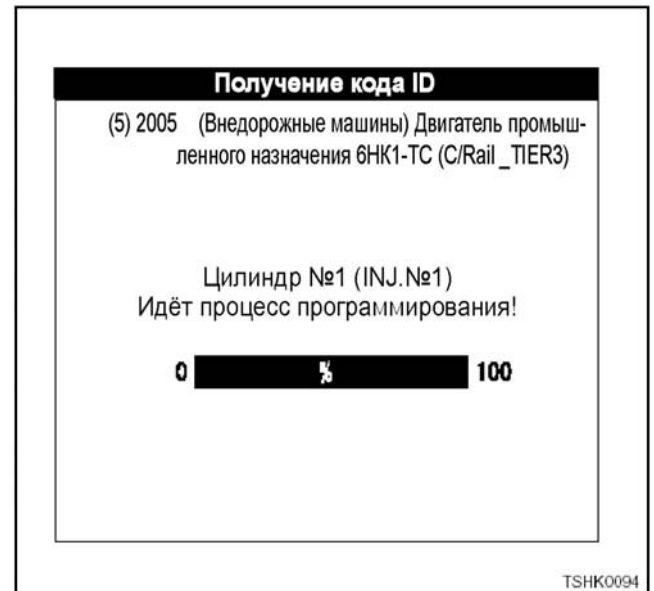 Получение кода ID
(5) 2005 (Внедорожные машины) Двигатель промыш-
ленного назначения 6HK1-TC (C/Rail _TIER3)
Цилиндр №1 (INJ.№1)
Идёт процесс программирования!
0 % 100
TSHK0094